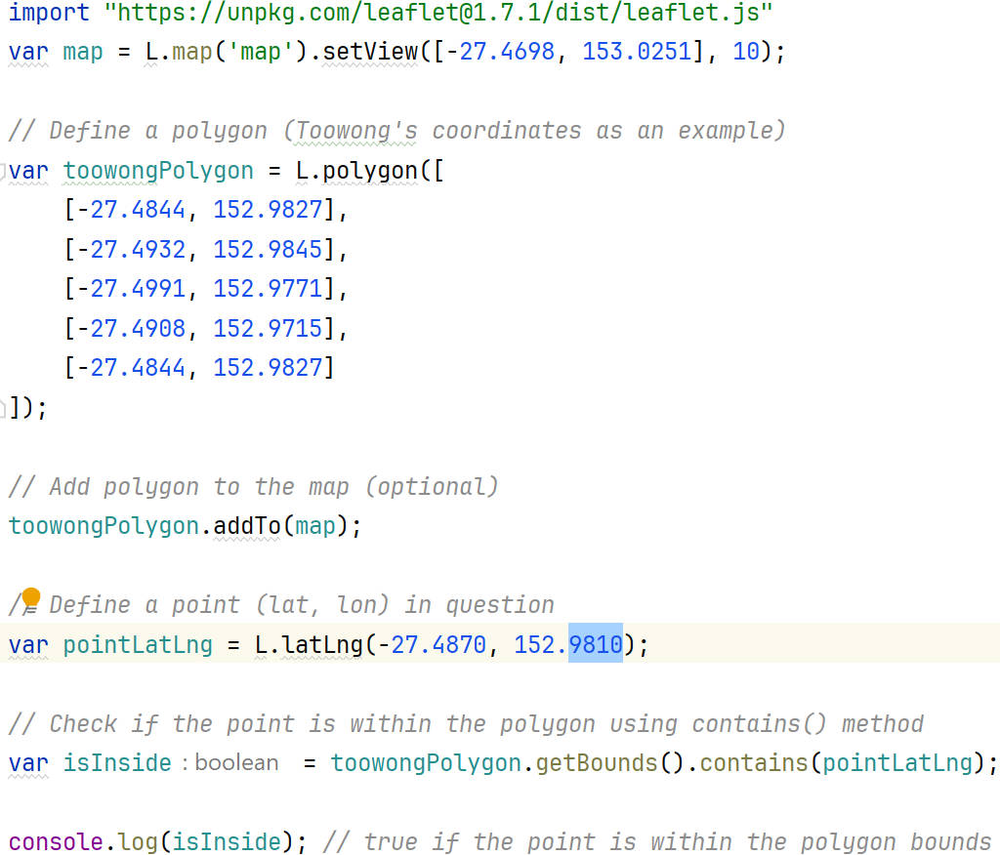 import "https://unpkg.com/leaflet@1.7.1/dist/leaflet.js"
var map = L.map('map').setView([-27.4698, 153.0251], 10);
// Define a polygon (Toowong's coordinates as an example)
var toowongPolygon = L.polygon([
[-27.4844, 152.9827],
[-27.4932, 152.9845],
[-27.4991, 152.9771],
[-27.4908, 152.9715],
[-27.4844, 152.9827]
]);
// Add polygon to the map (optional)
toowongPolygon.addTo(map);
// Define a point (lat, lon) in question
var pointLatLng = L.latLng(-27.4870, 152.9810);
// Check if the point is within the polygon using contains() method
var isInside : boolean = toowongPolygon.getBounds().contains(pointLatLng);
console.log(isInside); // true if the point is within the polygon bounds